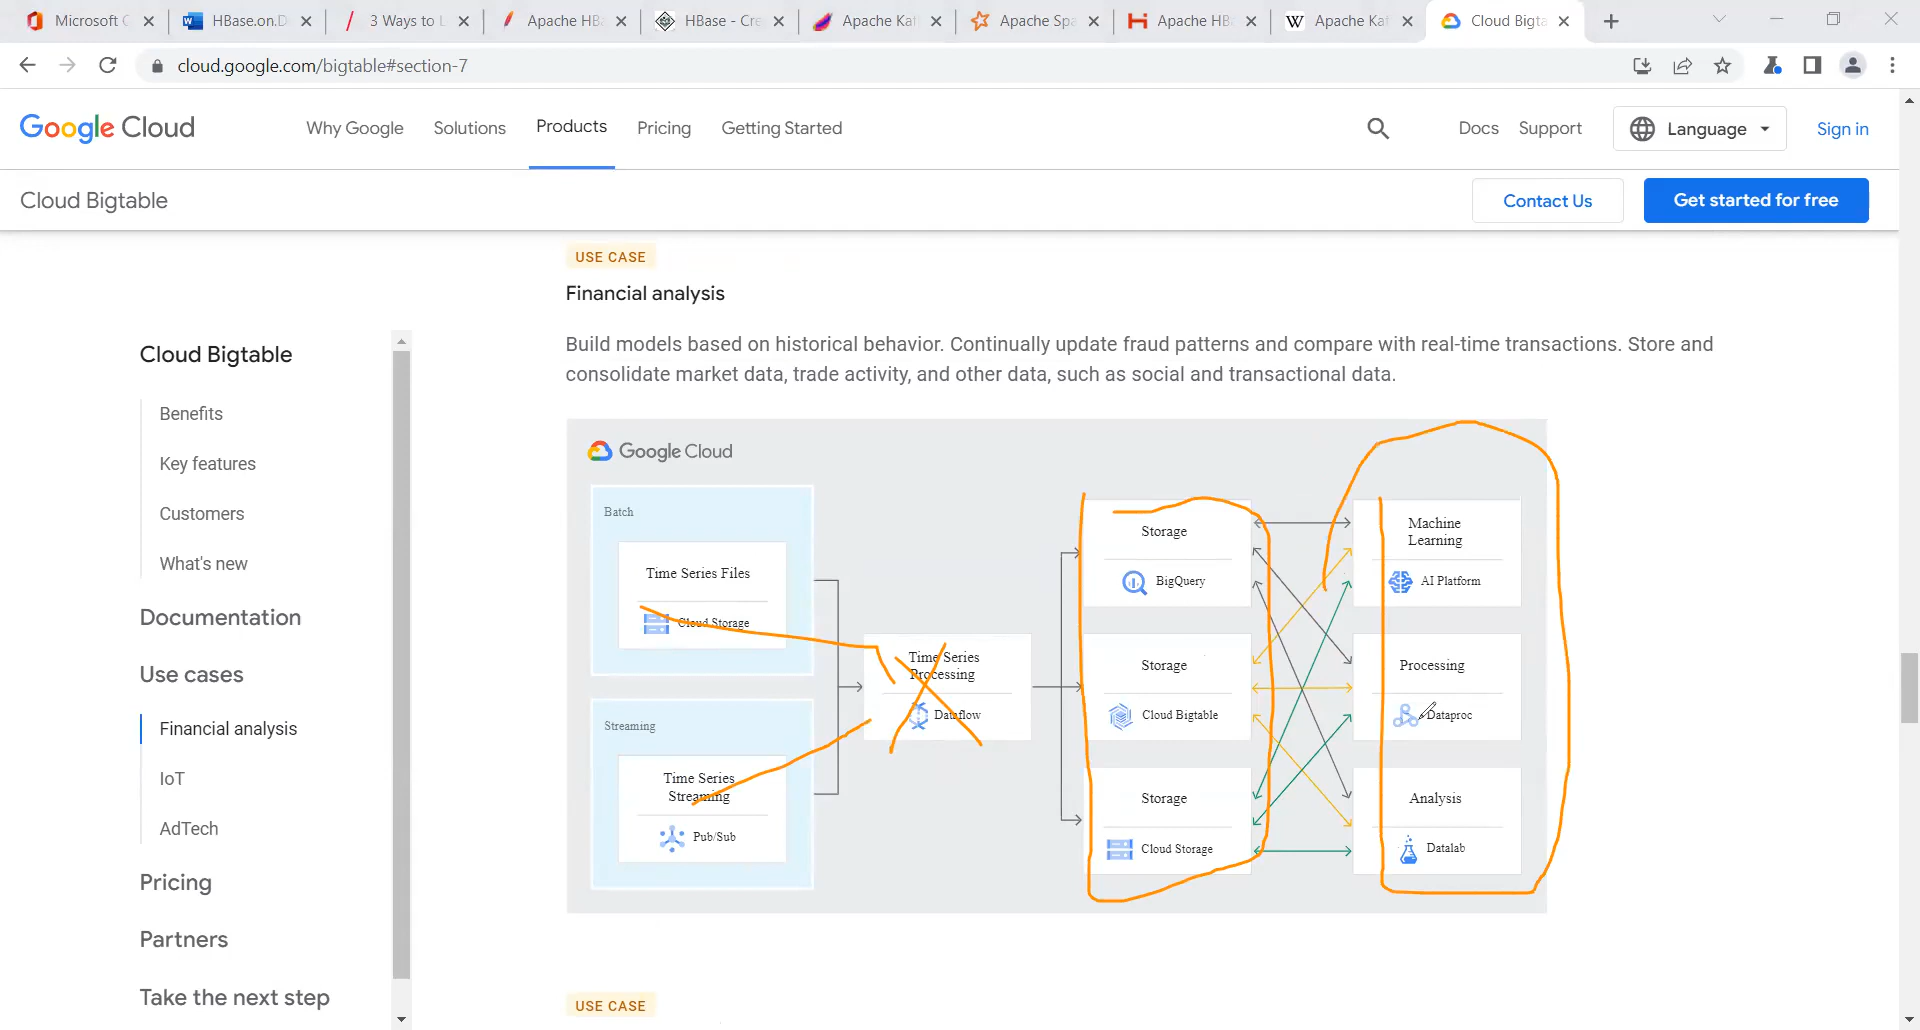 Microsoft O
HBase.on.D
3 Ways to L
Apache HBa
HBase - Cre
Apache Kaf
Apache Spa
Apache HBa
Apache Kaf
Cloud Bigta
cloud.google.com/bigtable#section-7
Google Cloud
Why Google
Solutions
Products
Pricing
Getting Started
Docs
Support
Language
Sign in
Cloud Bigtable
Contact Us
Get started for free
Cloud Bigtable
Benefits
Key features
Customers
What's new
Documentation
Use cases
Financial analysis
IoT
AdTech
Pricing
Partners
Take the next step
USE CASE
Financial analysis
Build models based on historical behavior. Continually update fraud patterns and compare with real-time transactions. Store and
consolidate market data, trade activity, and other data, such as social and transactional data.
Google Cloud
Batch
Time Series Files
Cloud Storage
Streaming
Time Series
Streaming
Pub/Sub
Time Series
Processing
Dataflow
Storage
BigQuery
Storage
Cloud Bigtable
Storage
Cloud Storage
Machine
Learning
AI Platform
Processing
Dataproc
Analysis
Datalab
USE CASE